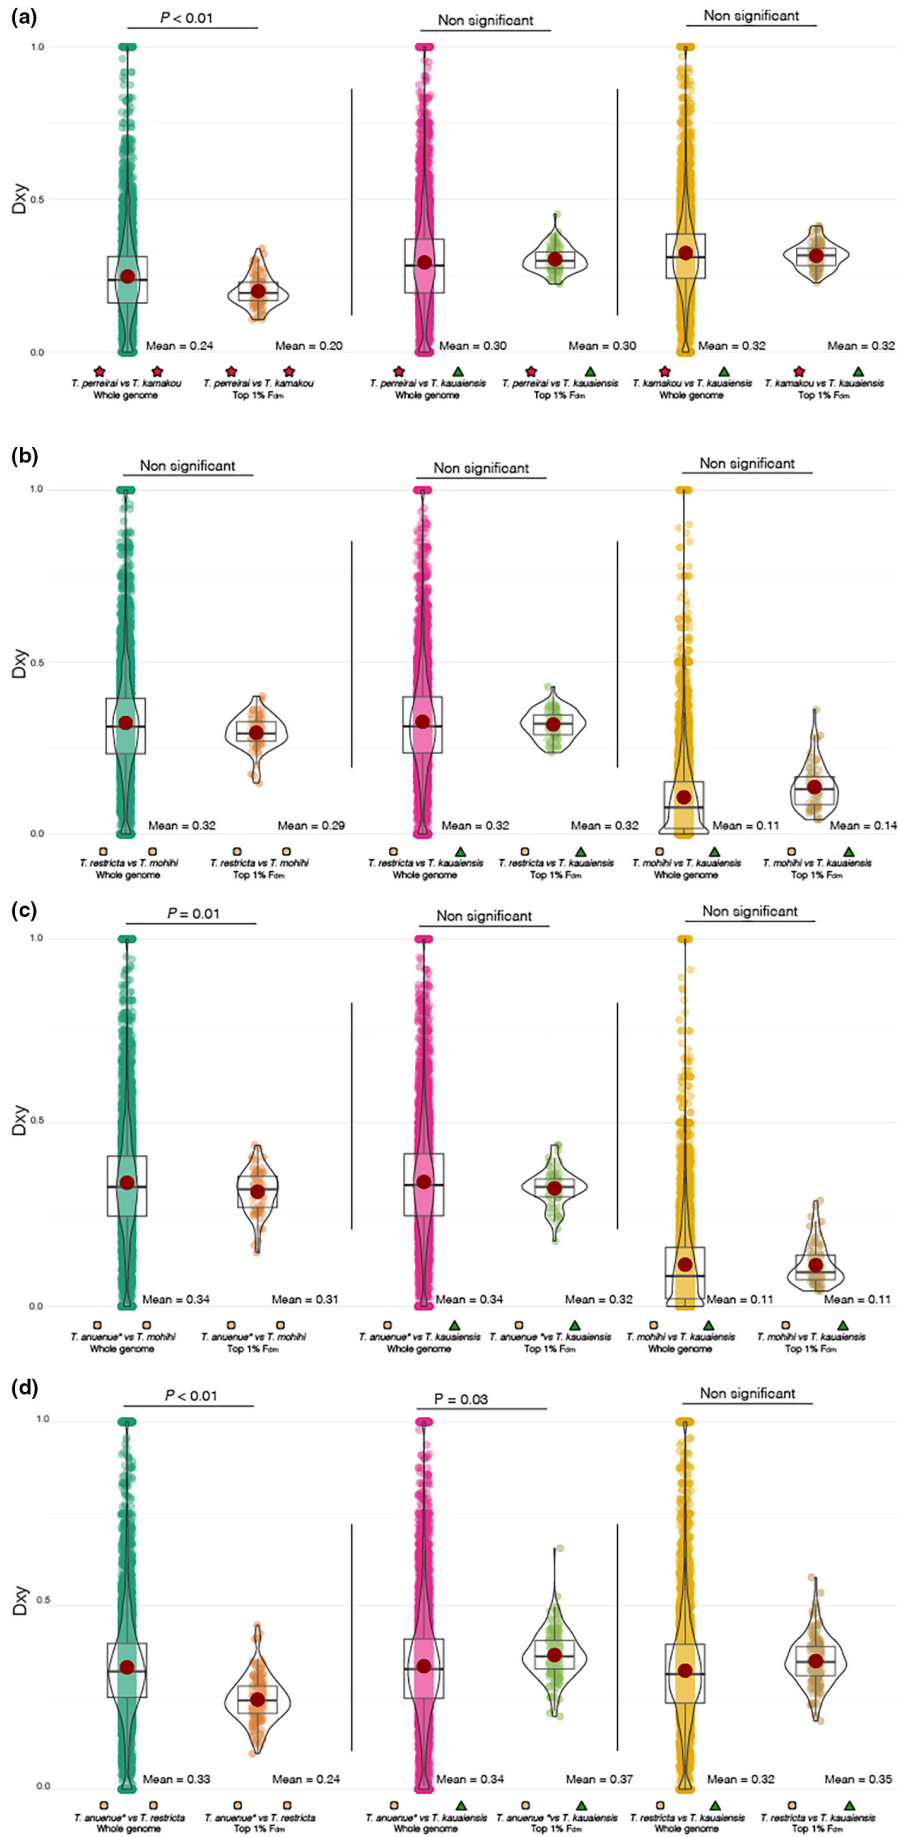 (a)
P < 0.01
Non significant
Non significant
1.0
Dxy
0.5
0.0
Mean = 0.24
Mean = 0.20
Mean = 0.30
Mean = 0.30
Mean = 0.32
Mean = 0.32
T. perreirai vs T. kamakou
Whole genome
T. perreirai vs T. kamakou
Top 1% Fdm
T. perreirai vs T. kauaiensis
Whole genome
T. perreirai vs T. kauaiensis
Top 1% Fdm
T. kamakou vs T. kauaiensis
Whole genome
T. kamakou vs T. kauaiensis
Top 1% Fdm
(b)
Non significant
Non significant
Non significant
1.0
Dxy
0.5
0.0
Mean = 0.32
Mean = 0.29
Mean = 0.32
Mean = 0.32
Mean = 0.11
Mean = 0.14
T. restricta vs T. mohihi
Whole genome
T. restricta vs T. mohihi
Top 1% Fdm
T. restricta vs T. kauaiensis
Whole genome
T. restricta vs T. kauaiensis
Top 1% Fdm
T. mohihi vs T. kauaiensis
Whole genome
T. mohihi vs T. kauaiensis
Top 1% Fdm
(c)
P = 0.01
Non significant
Non significant
1.0
Dxy
0.5
0.0
Mean = 0.34
Mean = 0.31
Mean = 0.34
Mean = 0.32
Mean = 0.11
Mean = 0.11
T. anuenue* vs T. mohihi
Whole genome
T. anuenue* vs T. mohihi
Top 1% Fdm
T. anuenue* vs T. kauaiensis
Whole genome
T. anuenue *vs T. kauaiensis
Top 1% Fdm
T. mohihi vs T. kauaiensis
Whole genome
T. mohihi vs T. kauaiensis
Top 1% Fdm
(d)
P < 0.01
P = 0.03
Non significant
1.0
Dxy
0.5
0.0
Mean = 0.33
Mean = 0.24
Mean = 0.34
Mean = 0.37
Mean = 0.32
Mean = 0.35
T. anuenue* vs T. restricta
Whole genome
T. anuenue* vs T. restricta
Top 1% Fdm
T. anuenue* vs T. kauaiensis
Whole genome
T. anuenue *vs T. kauaiensis
Top 1% Fdm
T. restricta vs T. kauaiensis
Whole genome
T. restricta vs T. kauaiensis
Top 1% Fdm